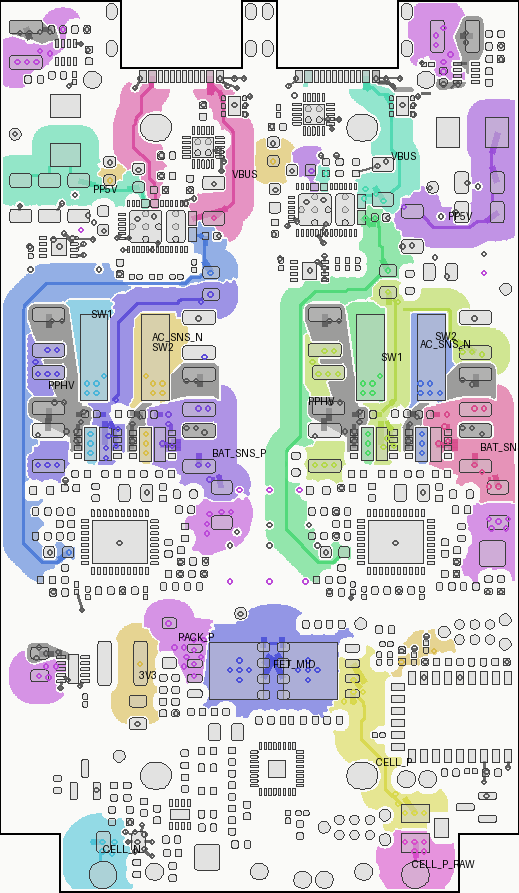 VBUS
VBUS
PP5V
PP5V
SW1
AC_SNS_N
SW2
SW2
AC_SNS_N
SW1
PPHV
PPHV
BAT_SNS_P
BAT_SN
PACK_P
FET_MID
3V3
CELL_P
CELL_N
CELL_P_RAW